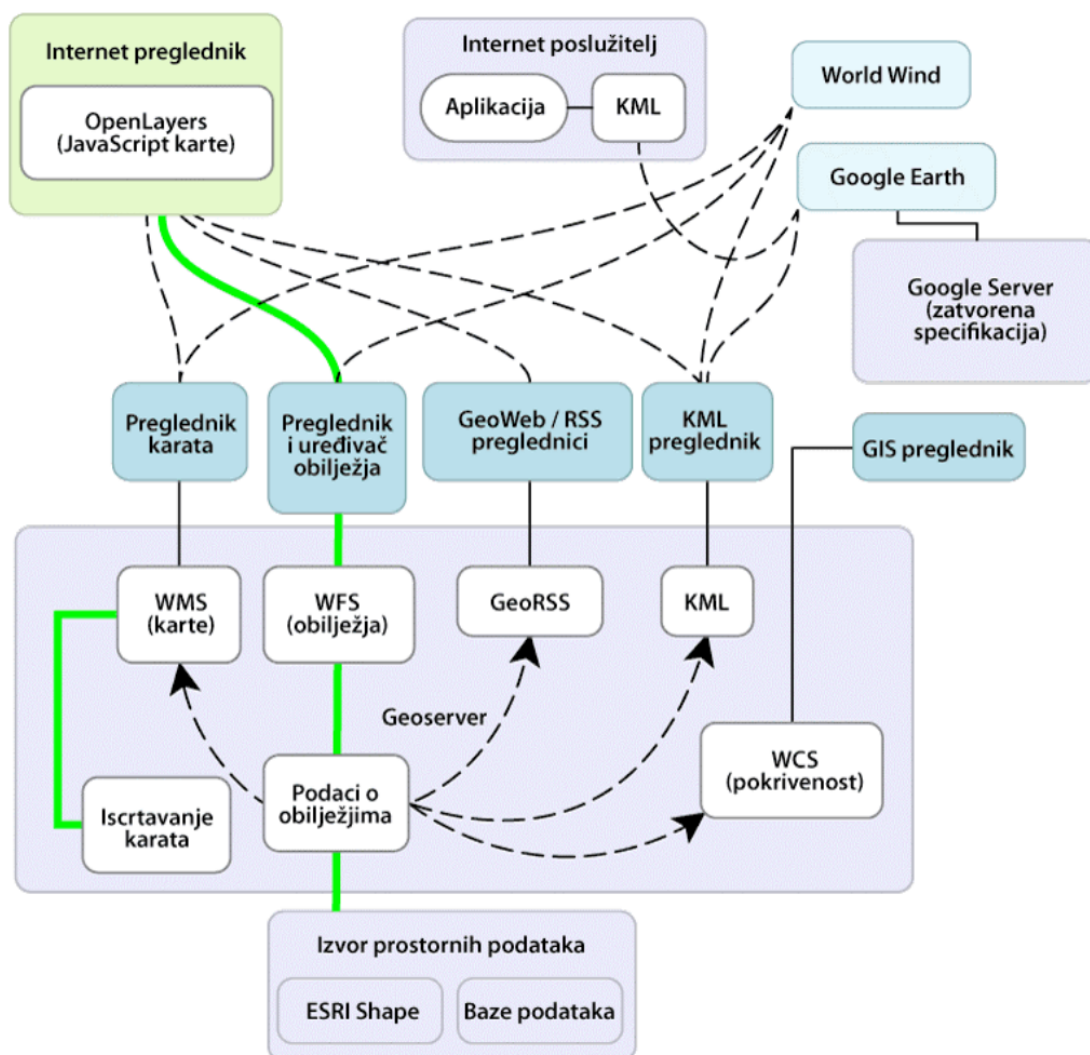 Internet preglednik
OpenLayers
(JavaScript karte)
Internet poslužitelj
Aplikacija
KML
World Wind
Google Earth
Google Server
(zatvorena
specifikacija)
Preglednik
karata
Preglednik
i uređivač
obilježja
GeoWeb / RSS
preglednici
KML
preglednik
GIS preglednik
WMS
(karte)
WFS
(obilježja)
GeoRSS
KML
Geoserver
Iscrtavanje
karata
Podaci o
obilježjima
WCS
(pokrivenost)
Izvor prostornih podataka
ESRI Shape
Baze podataka